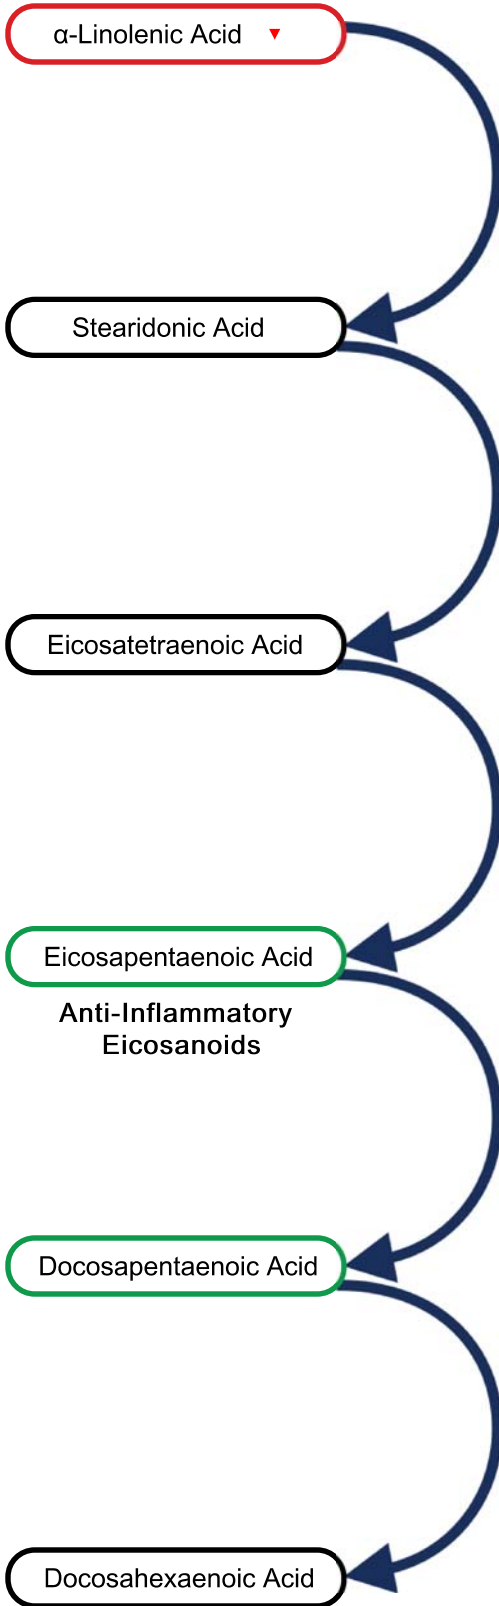 α-Linolenic Acid
Stearidonic Acid
Eicosatetraenoic Acid
Eicosapentaenoic Acid
Anti-Inflammatory
Eicosanoids
Docosapentaenoic Acid
Docosahexaenoic Acid